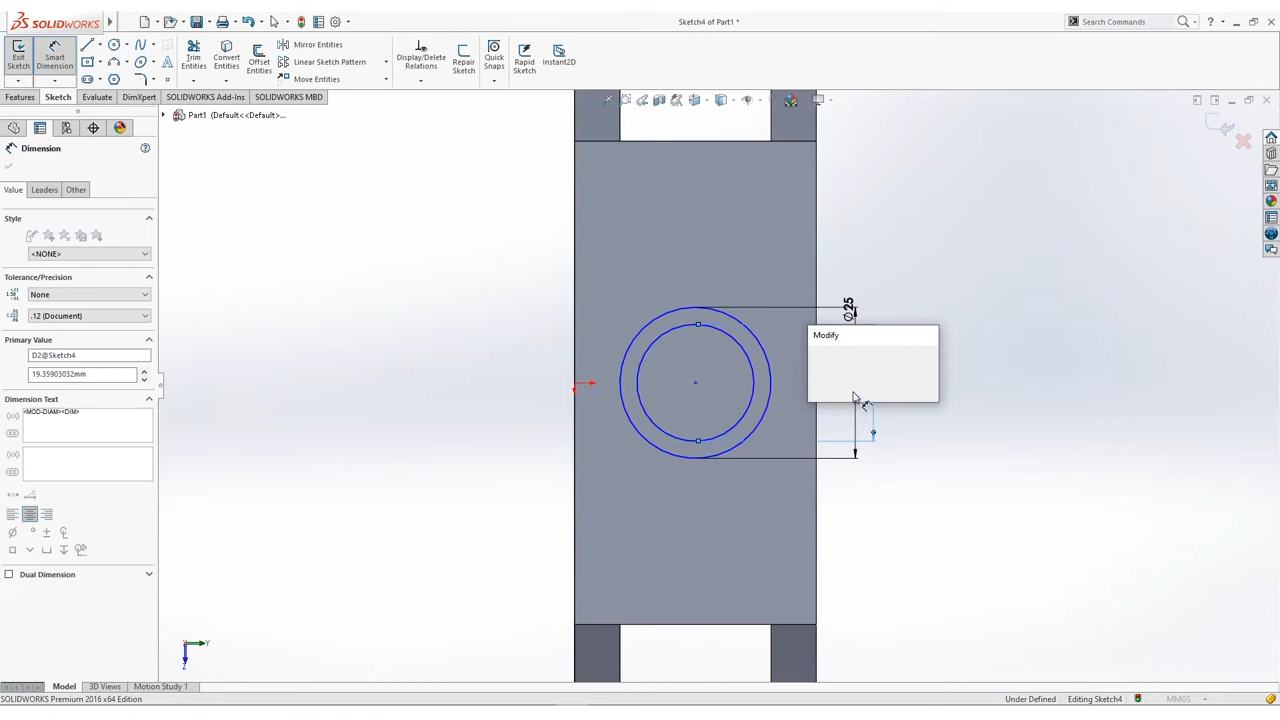 SOLIDWORKS
Sketch4 of Part1 *
Search Commands
Exit Sketch
Smart Dimension
Trim Entities
Convert Entities
Offset Entities
Mirror Entities
Linear Sketch Pattern
Move Entities
Display/Delete Relations
Repair Sketch
Quick Snaps
Rapid Sketch
Instant2D
Features
Sketch
Evaluate
DimXpert
SOLIDWORKS Add-Ins
SOLIDWORKS MBD
Part1 (Default<<Default>...
Dimension
Value
Leaders
Other
Style
<NONE>
Tolerance/Precision
None
.12 (Document)
Primary Value
D2@Sketch4
19.35903032mm
Dimension Text
<MOD-DIAM><DIM>
Dual Dimension
∅25
Modify
Y
Z
Model
3D Views
Motion Study 1
SOLIDWORKS Premium 2016 x64 Edition
Under Defined
Editing Sketch4
MMGS